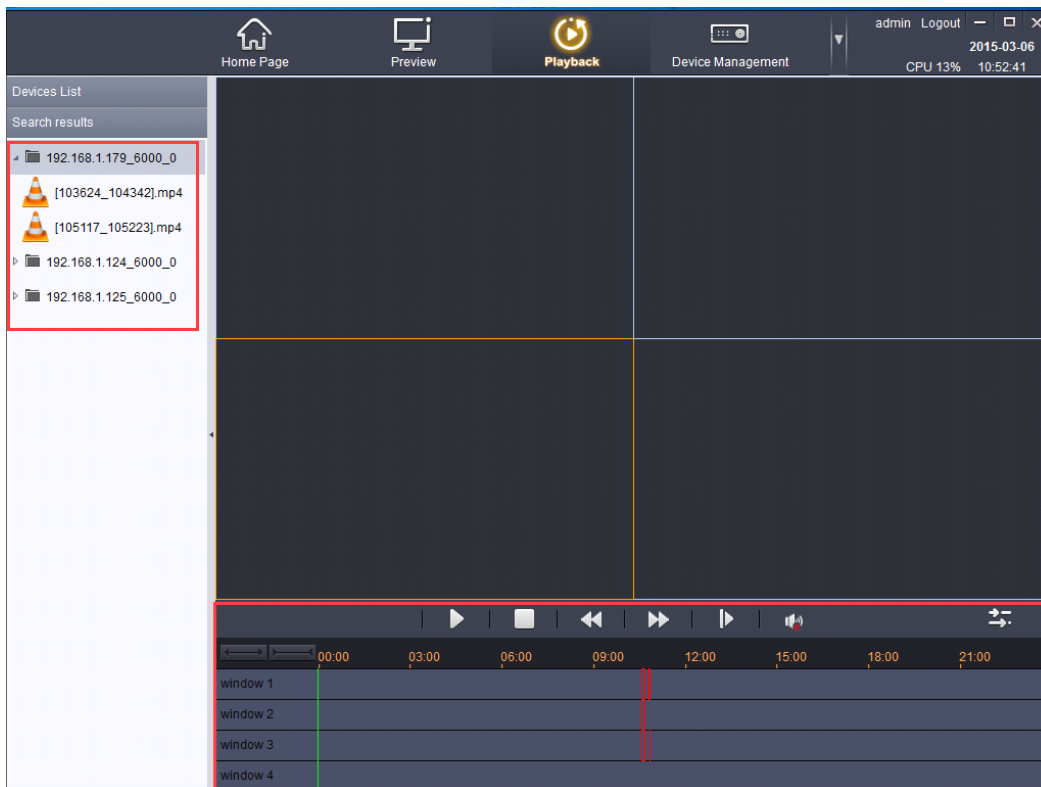 admin Logout
2015-03-06
Home Page Preview Playback Device Management
CPU 13% 10:52:41
Devices List
Search results
192.168.1.179_6000_0
[103624_104342].mp4
[105117_105223].mp4
192.168.1.124_6000_0
192.168.1.125_6000_0
00:00 03:00 06:00 09:00 12:00 15:00 18:00 21:00
window 1
window 2
window 3
window 4